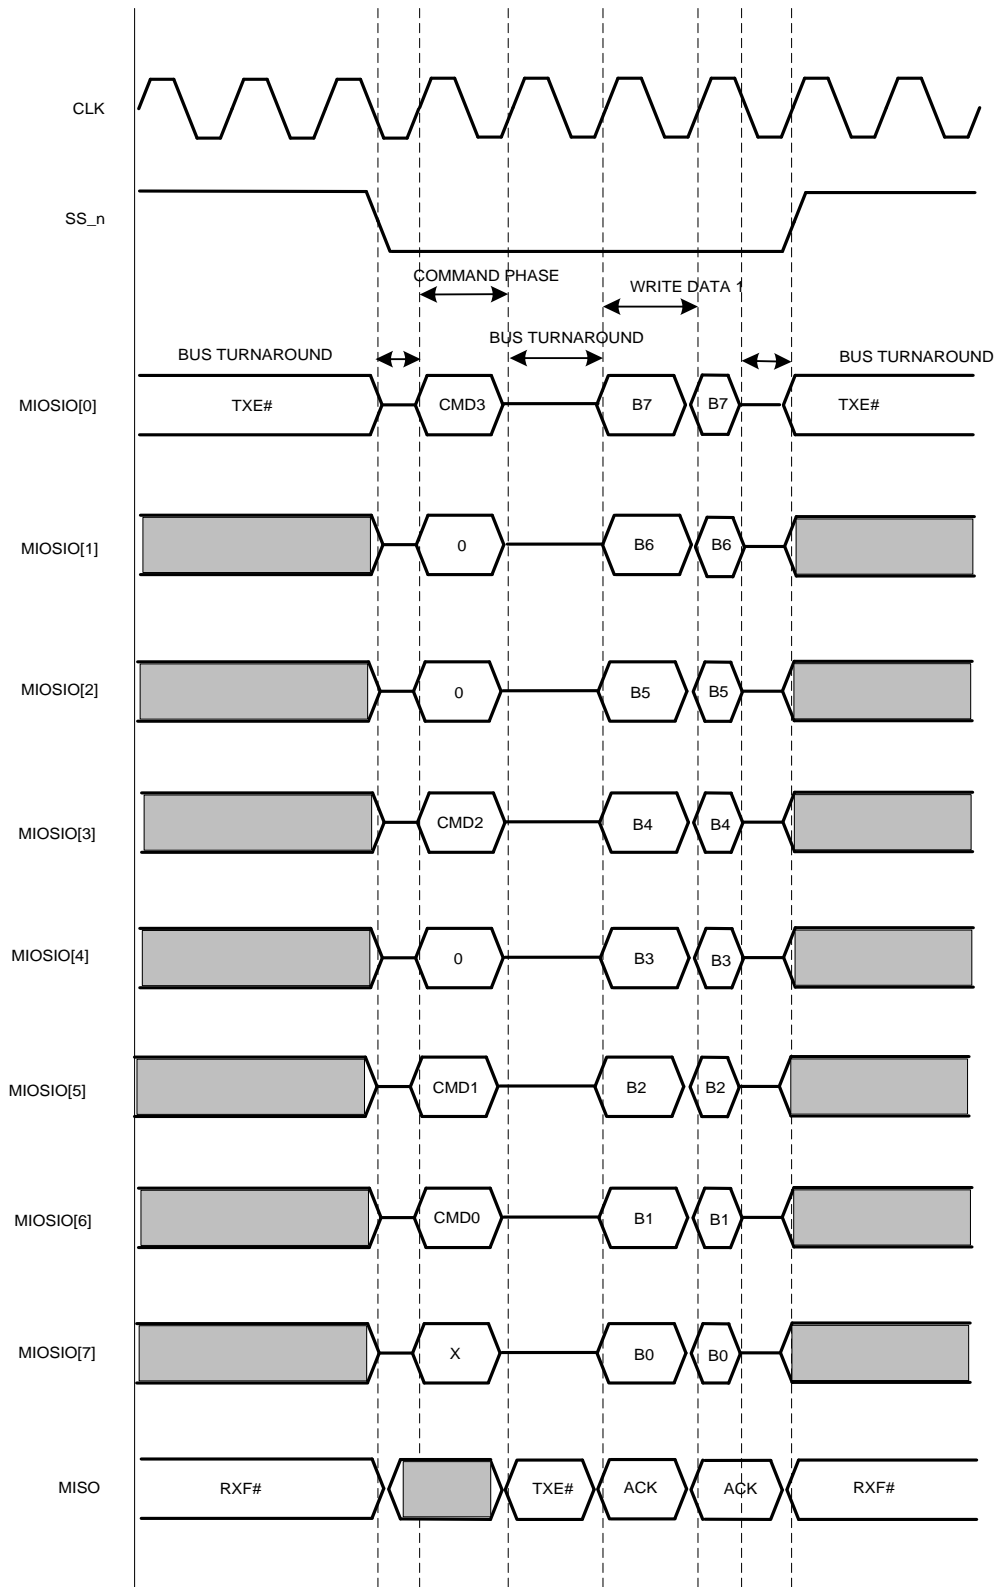 CLK
SS_n
COMMAND PHASE
WRITE DATA 1
BUS TURNAROUND
BUS TURNAROUND
BUS TURNAROUND
MIOSIO[0] TXE# CMD3 B7 B7 TXE#
MIOSIO[1] 0 B6 B6
MIOSIO[2] 0 B5 B5
MIOSIO[3] CMD2 B4 B4
MIOSIO[4] 0 B3 B3
MIOSIO[5] CMD1 B2 B2
MIOSIO[6] CMD0 B1 B1
MIOSIO[7] X B0 B0
MISO RXF# TXE# ACK ACK RXF#